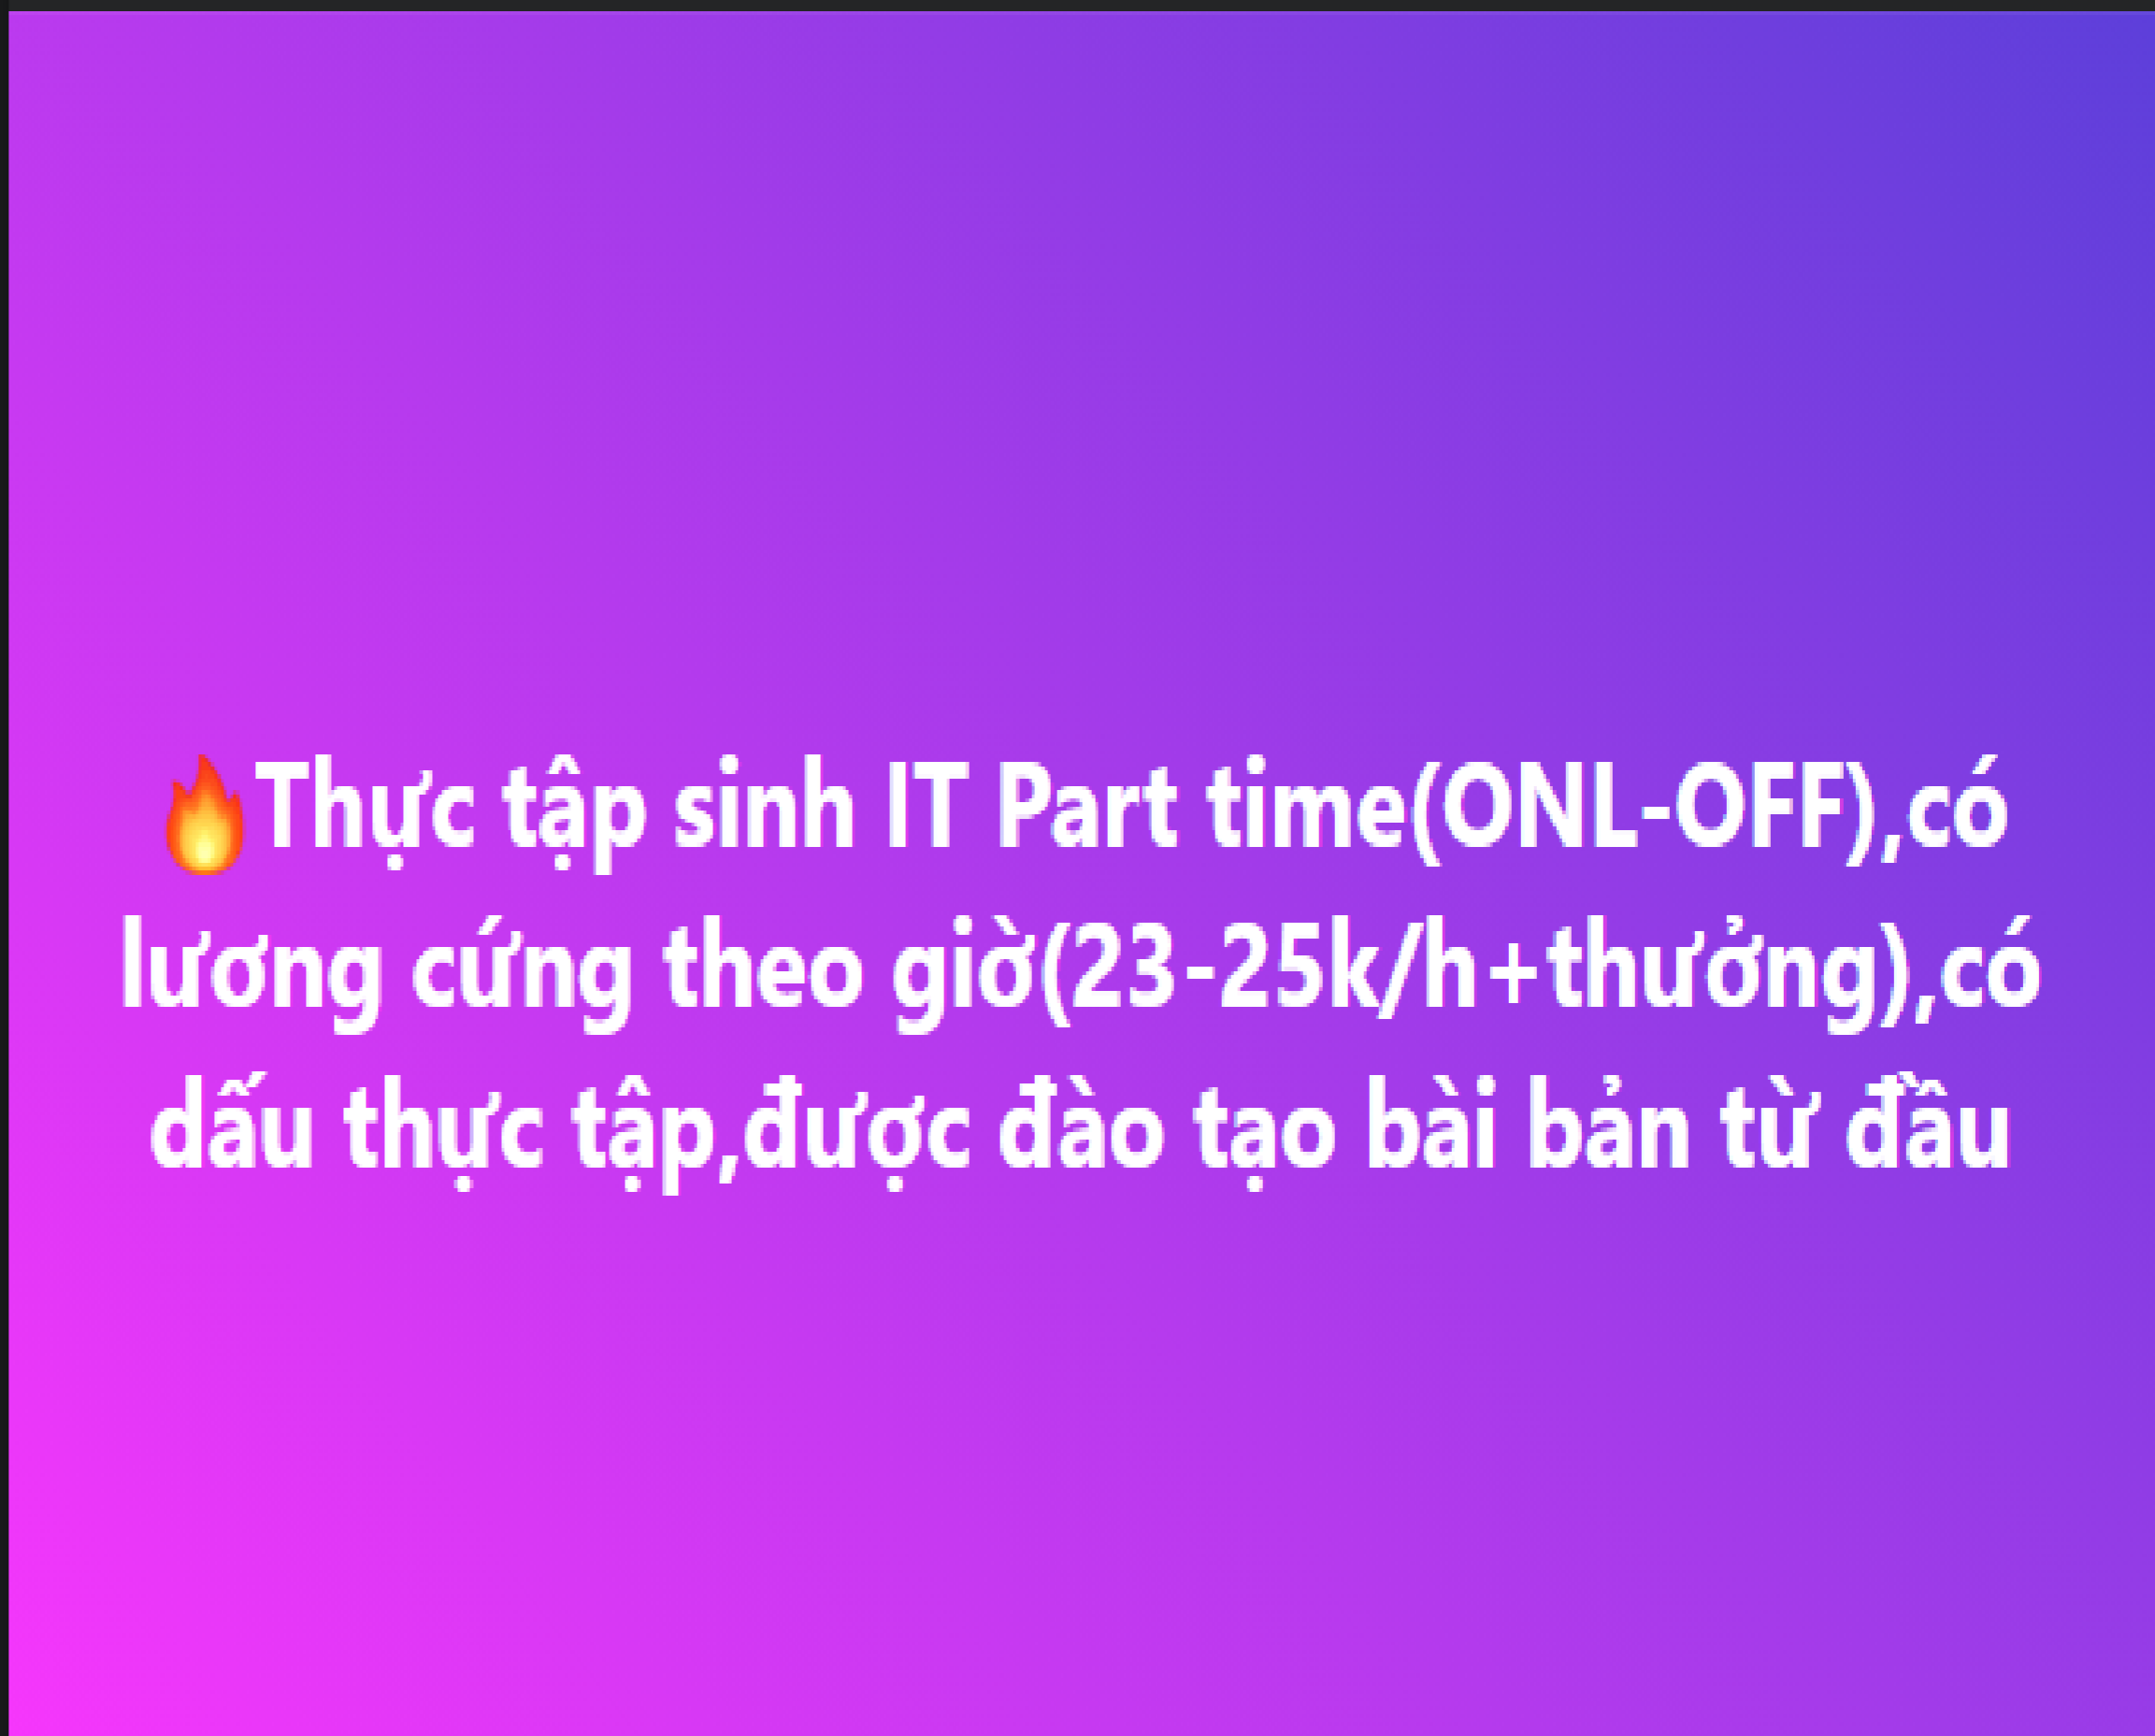 🔥Thực tập sinh IT Part time(ONL-OFF),có
lương cứng theo giờ(23-25k/h+thưởng),có
dấu thực tập,được đào tạo bài bản từ đầu